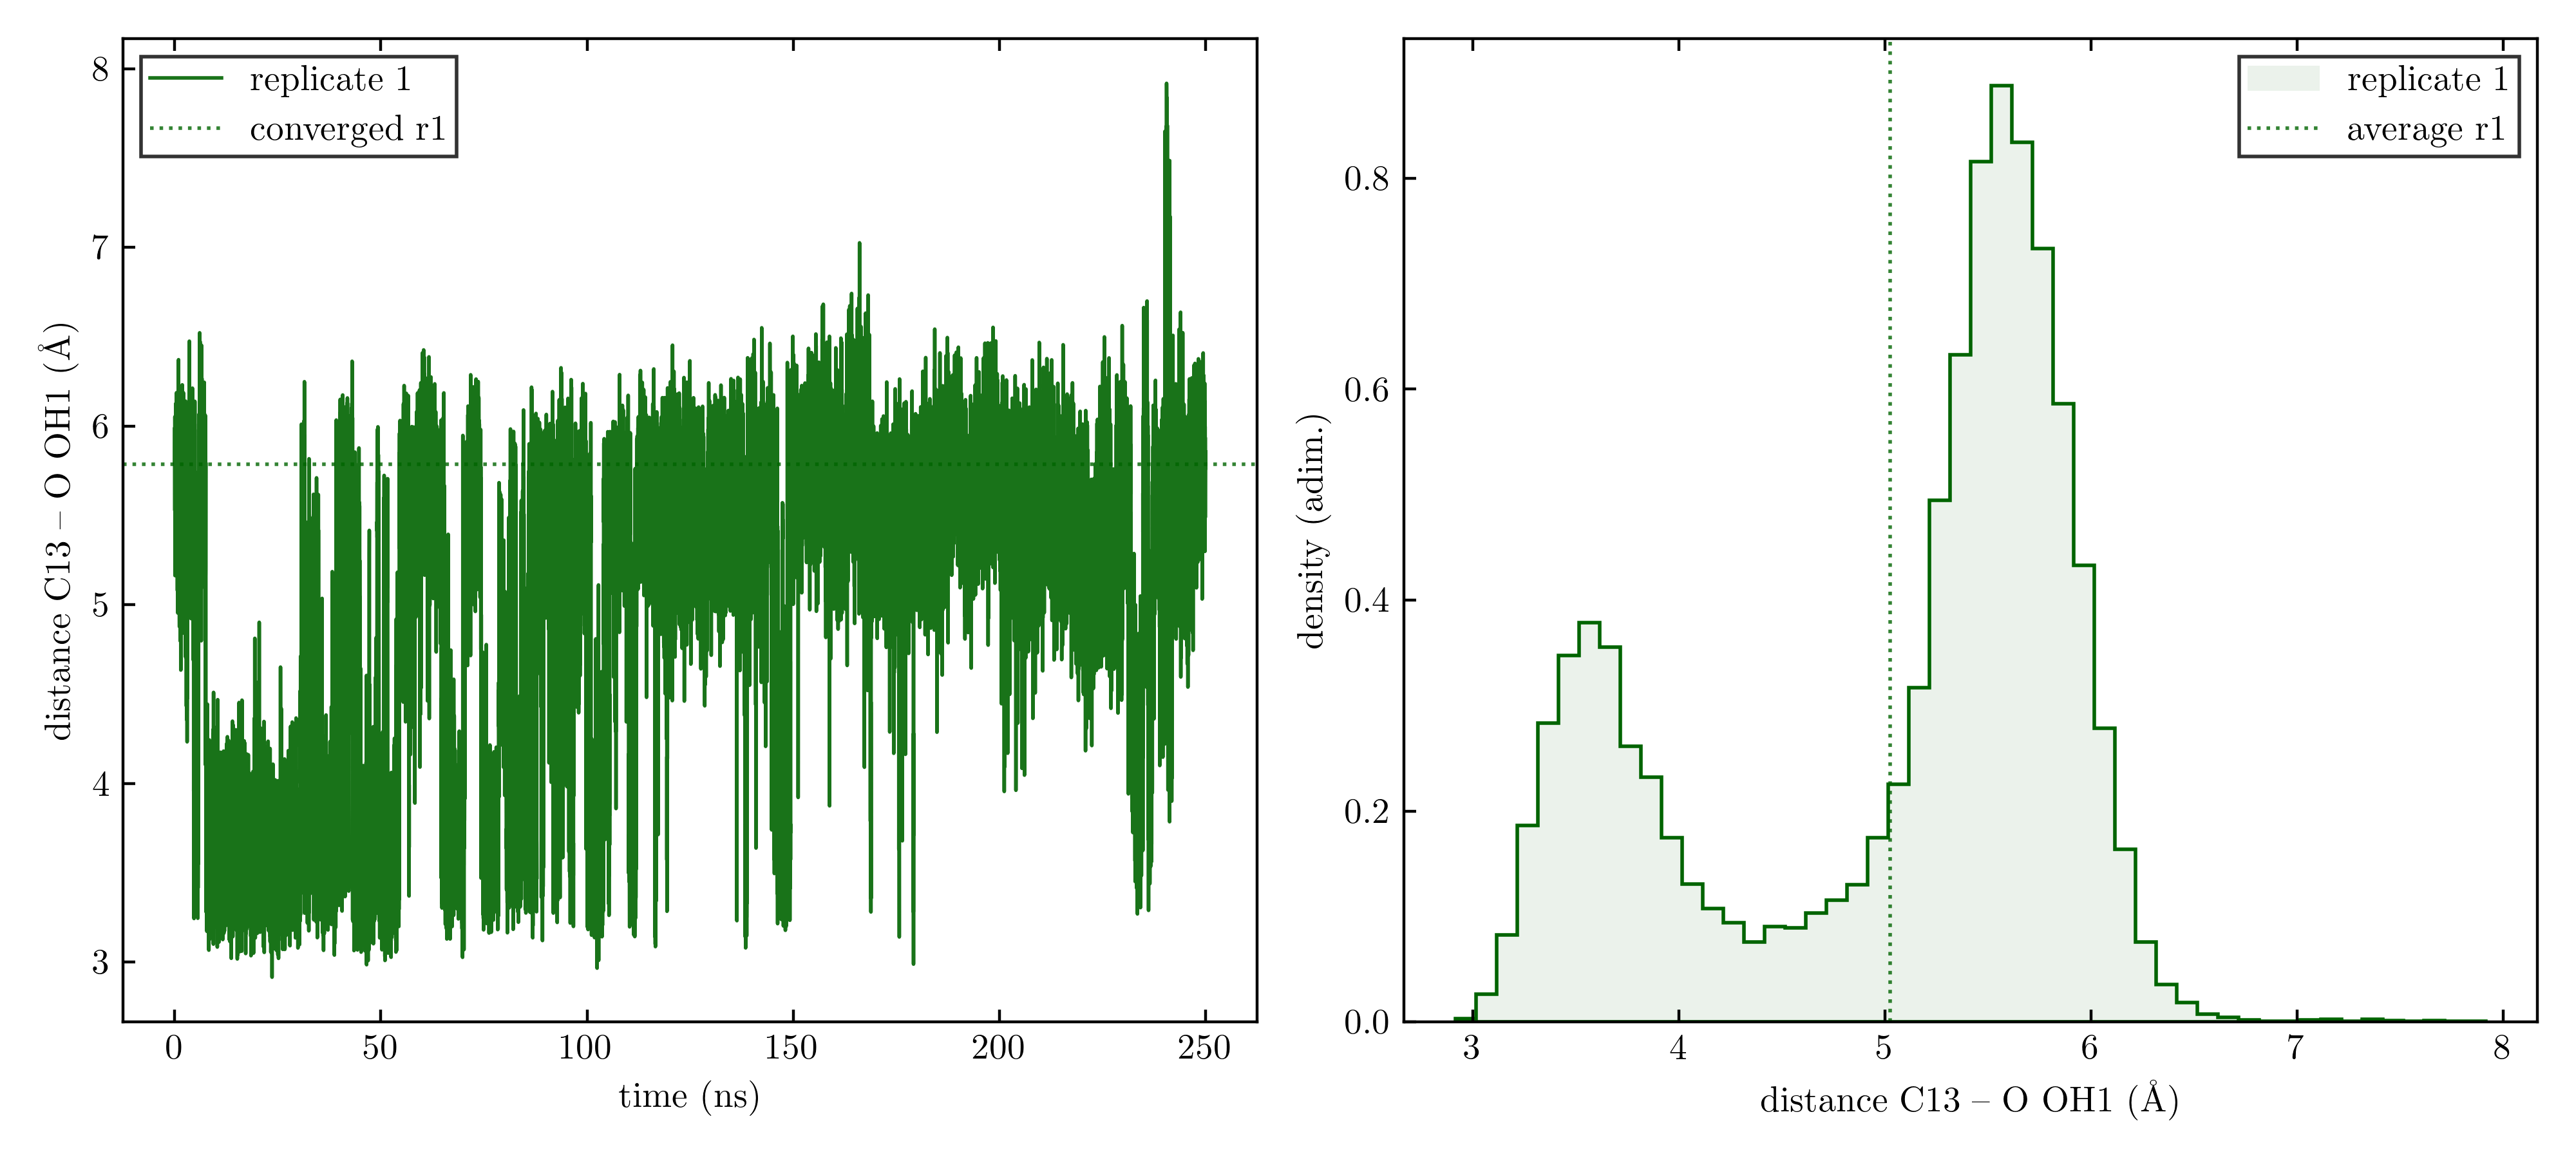 replicate 1
converged r1
8
7
6
5
4
3
distance C13 – O OH1 (Å)
0 50 100 150 200 250
time (ns)
replicate 1
average r1
0.8
0.6
0.4
0.2
0.0
density (adim.)
3 4 5 6 7 8
distance C13 – O OH1 (Å)